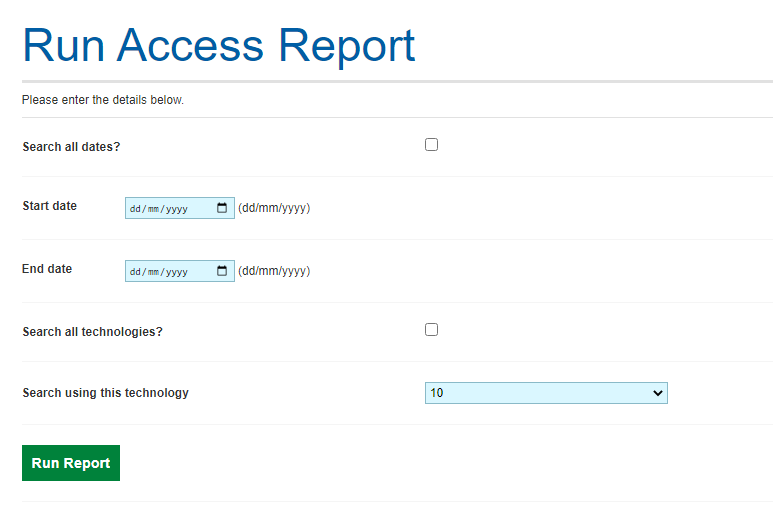 Run Access Report
Please enter the details below.
Search all dates?
Start date dd/mm/yyyy (dd/mm/yyyy)
End date dd/mm/yyyy (dd/mm/yyyy)
Search all technologies?
Search using this technology 10
Run Report